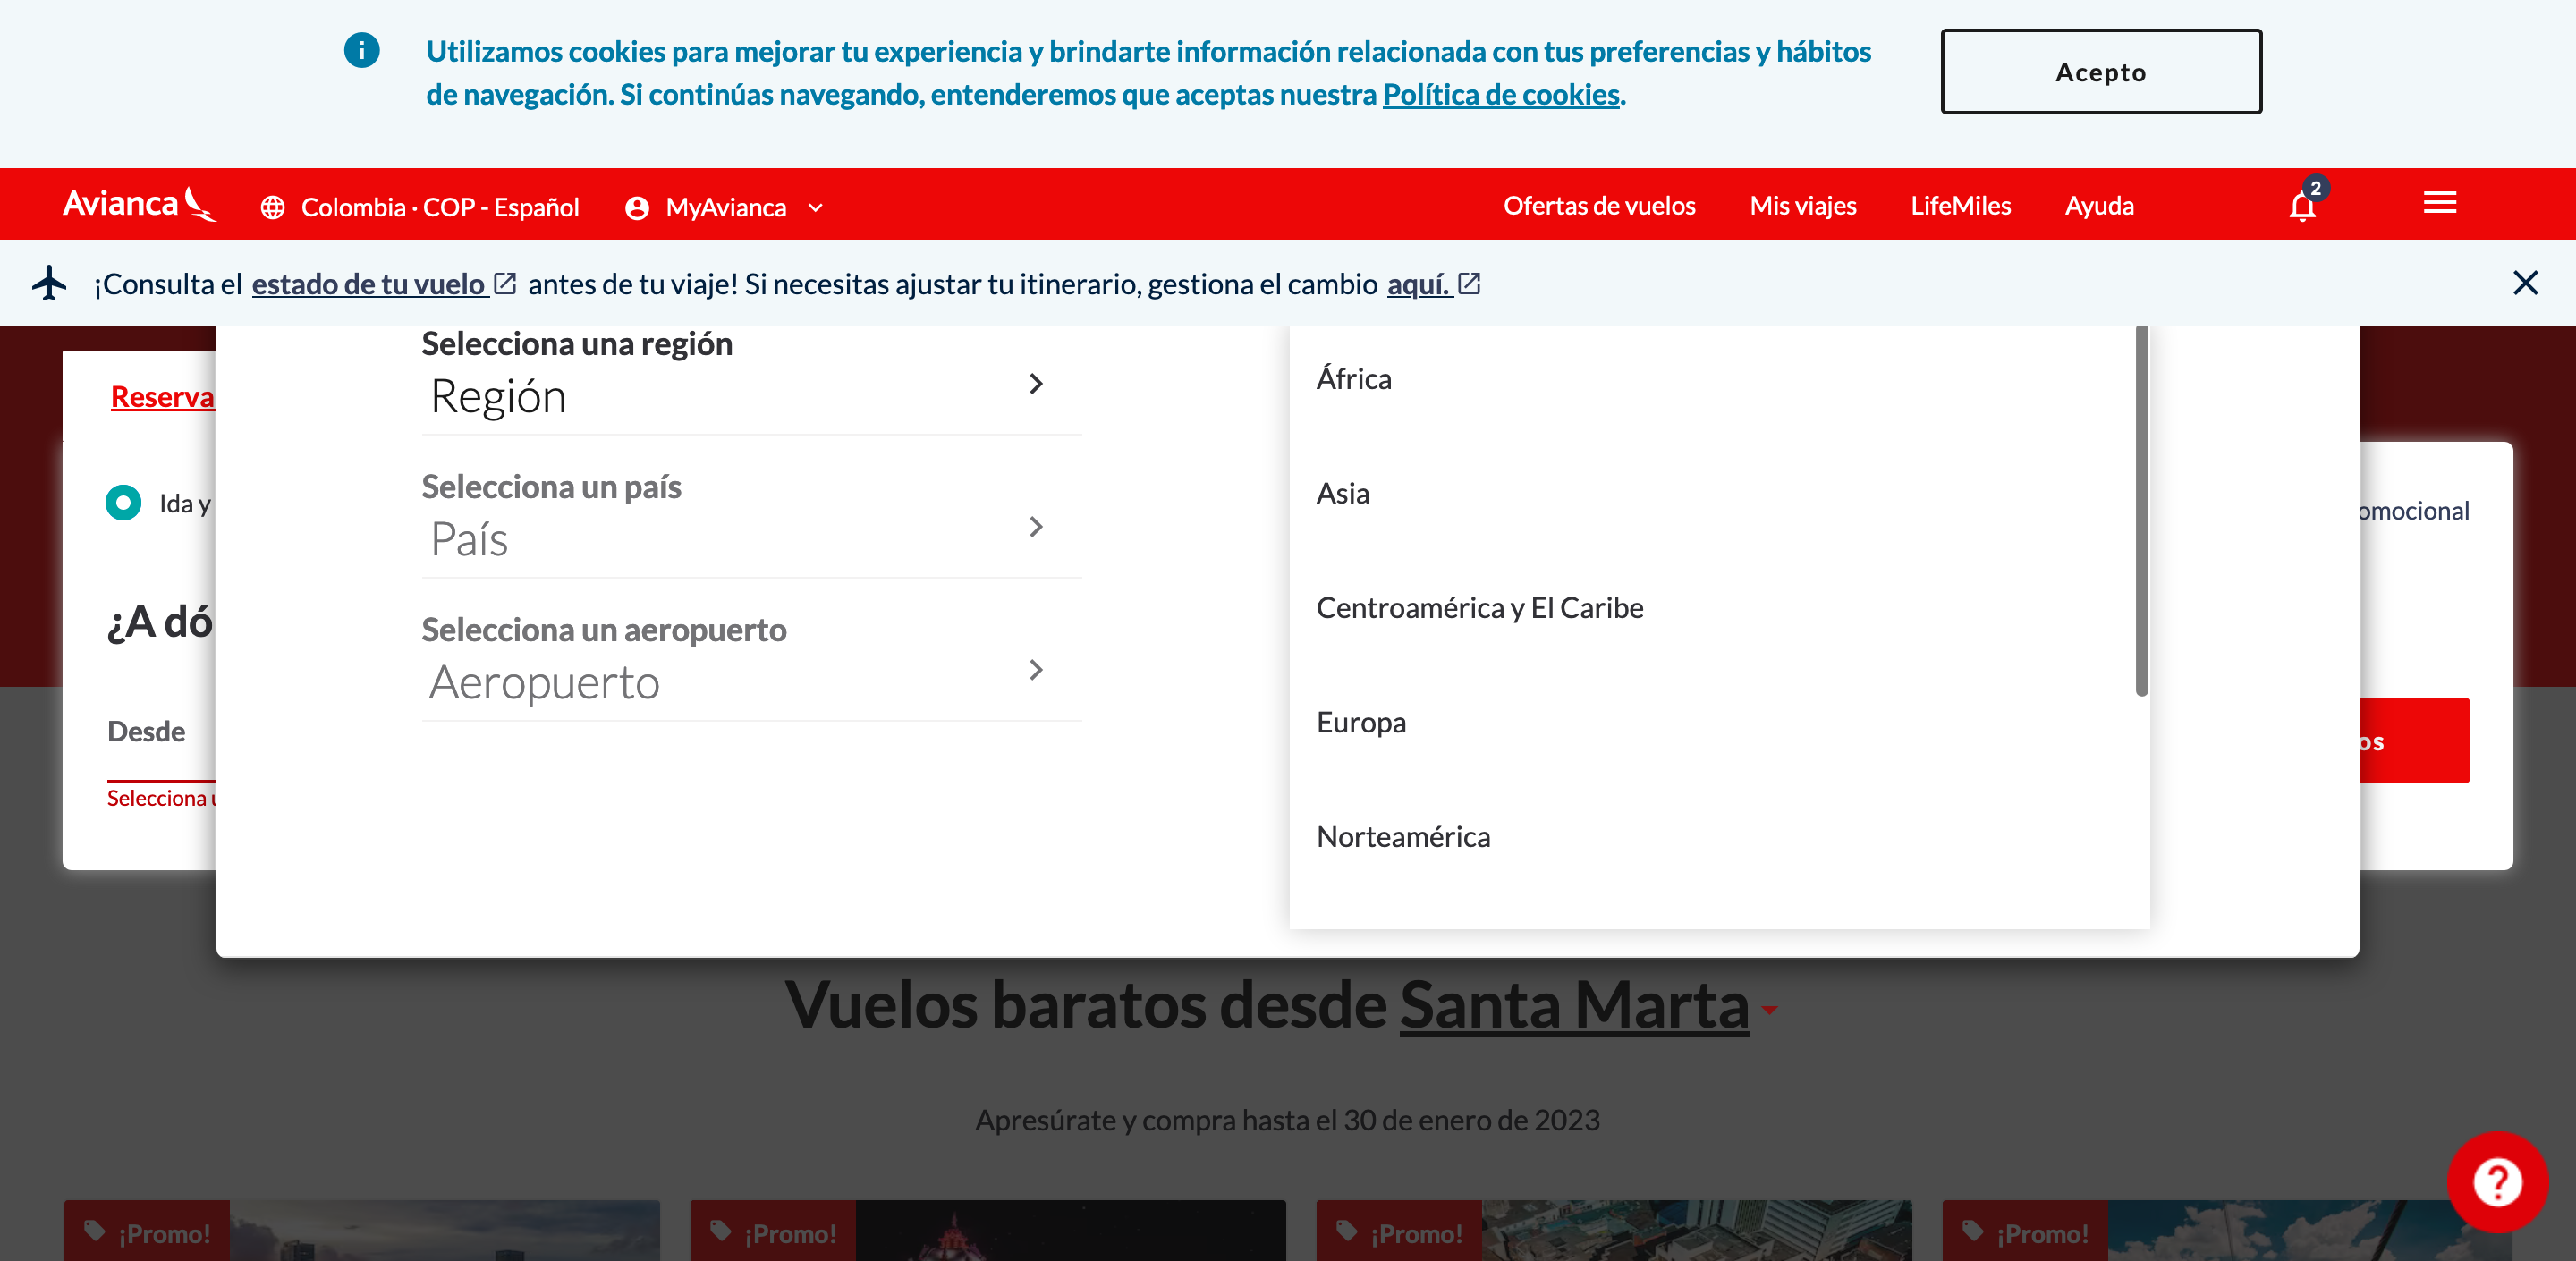 Utilizamos cookies para mejorar tu experiencia y brindarte información relacionada con tus preferencias y hábitos
de navegación. Si continúas navegando, entenderemos que aceptas nuestra Política de cookies.
Acepto
Avianca
Colombia · COP - Español
MyAvianca
Ofertas de vuelos
Mis viajes
LifeMiles
Ayuda
2
¡Consulta el estado de tu vuelo antes de tu viaje! Si necesitas ajustar tu itinerario, gestiona el cambio aquí.
Reserva
Ida y
¿A dón
Desde
Selecciona u
Selecciona una región
Región
Selecciona un país
País
Selecciona un aeropuerto
Aeropuerto
África
Asia
Centroamérica y El Caribe
Europa
Norteamérica
omocional
os
Vuelos baratos desde Santa Marta
Apresúrate y compra hasta el 30 de enero de 2023
¡Promo!
¡Promo!
¡Promo!
¡Promo!